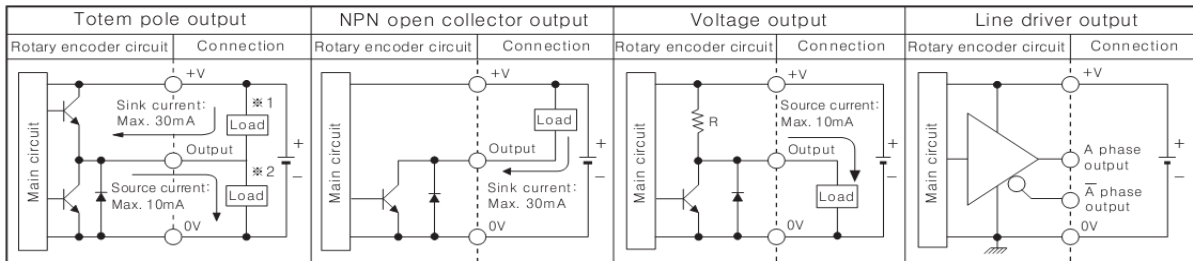 Totem pole output
Rotary encoder circuit
Connection
Main circuit
+V
Sink current:
Max. 30mA
※1
Load
Output
※2
Source current:
Max. 10mA
Load
0V
+
−
NPN open collector output
Rotary encoder circuit
Connection
Main circuit
+V
Load
Output
Sink current:
Max. 30mA
0V
+
−
Voltage output
Rotary encoder circuit
Connection
Main circuit
+V
R
Source current:
Max. 10mA
Output
Load
0V
+
−
Line driver output
Rotary encoder circuit
Connection
Main circuit
+V
A phase
output
A̅ phase
output
0V
+
−